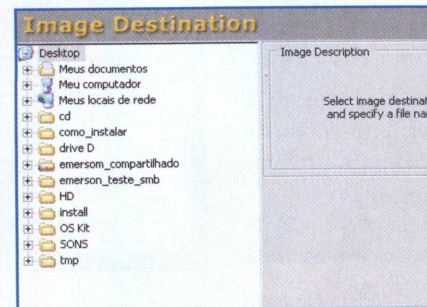 Image Destination
Desktop
Meus documentos
Meu computador
Meus locais de rede
cd
como_instalar
drive D
emersom_compartilhado
emerson_teste_smb
HD
install
OS Kit
SONS
tmp
Image Description
Select image destinat
and specify a file na